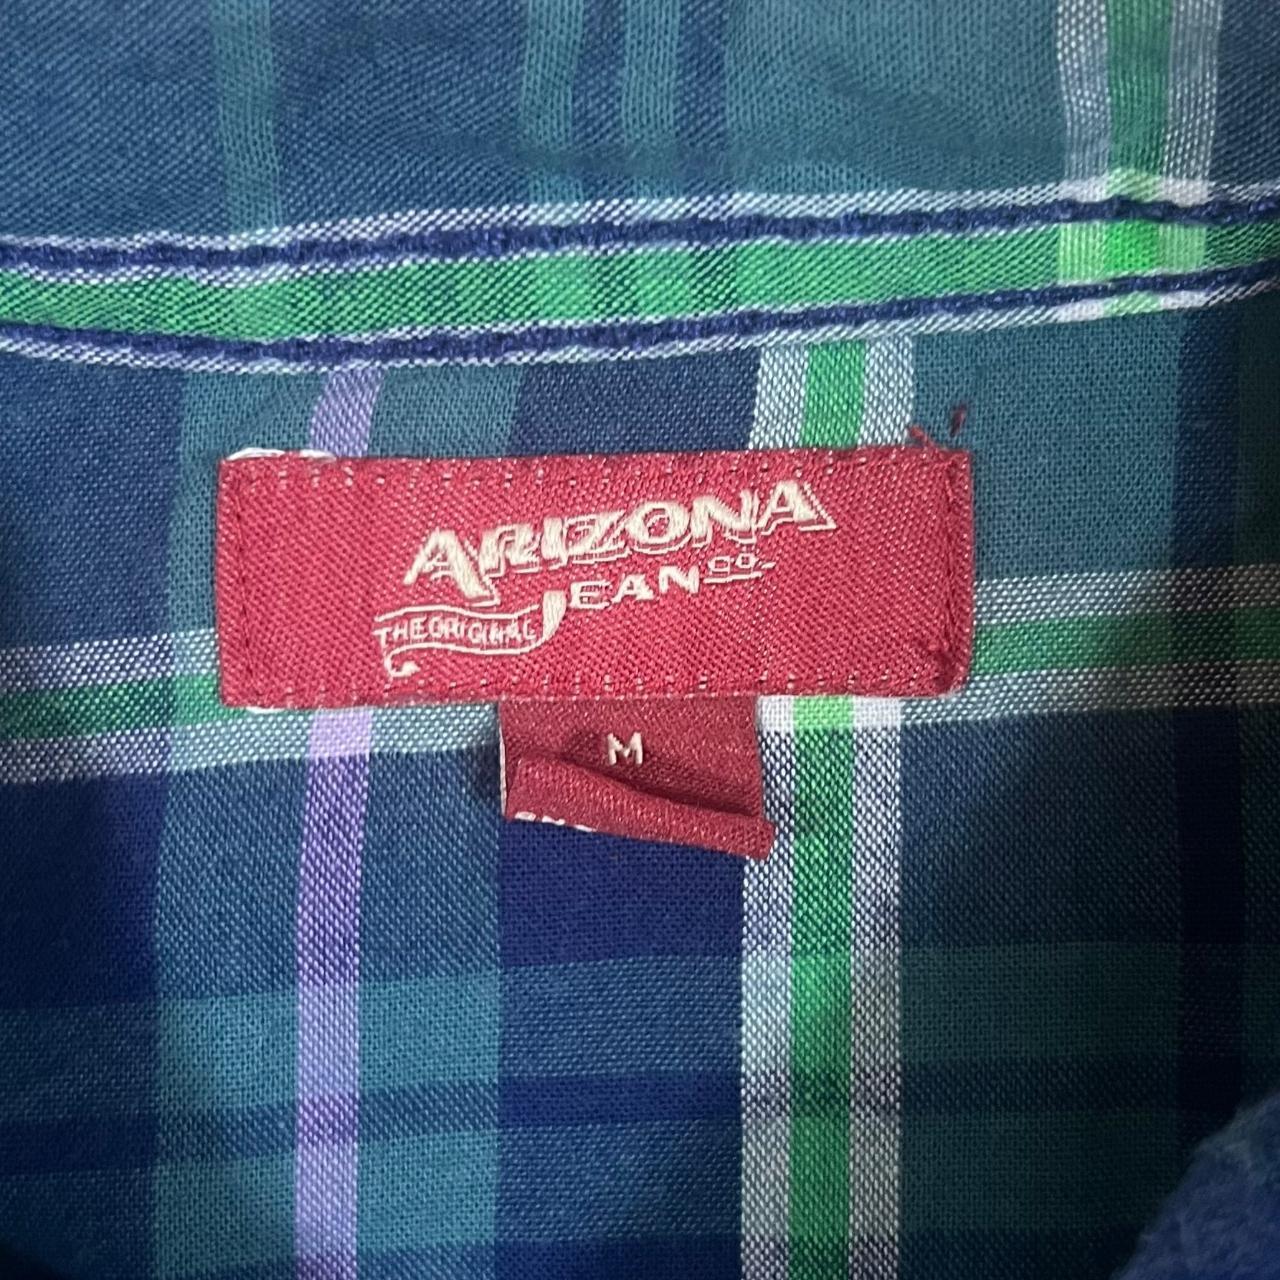 ARIZONA
JEAN CO.
THE ORIGINAL
M